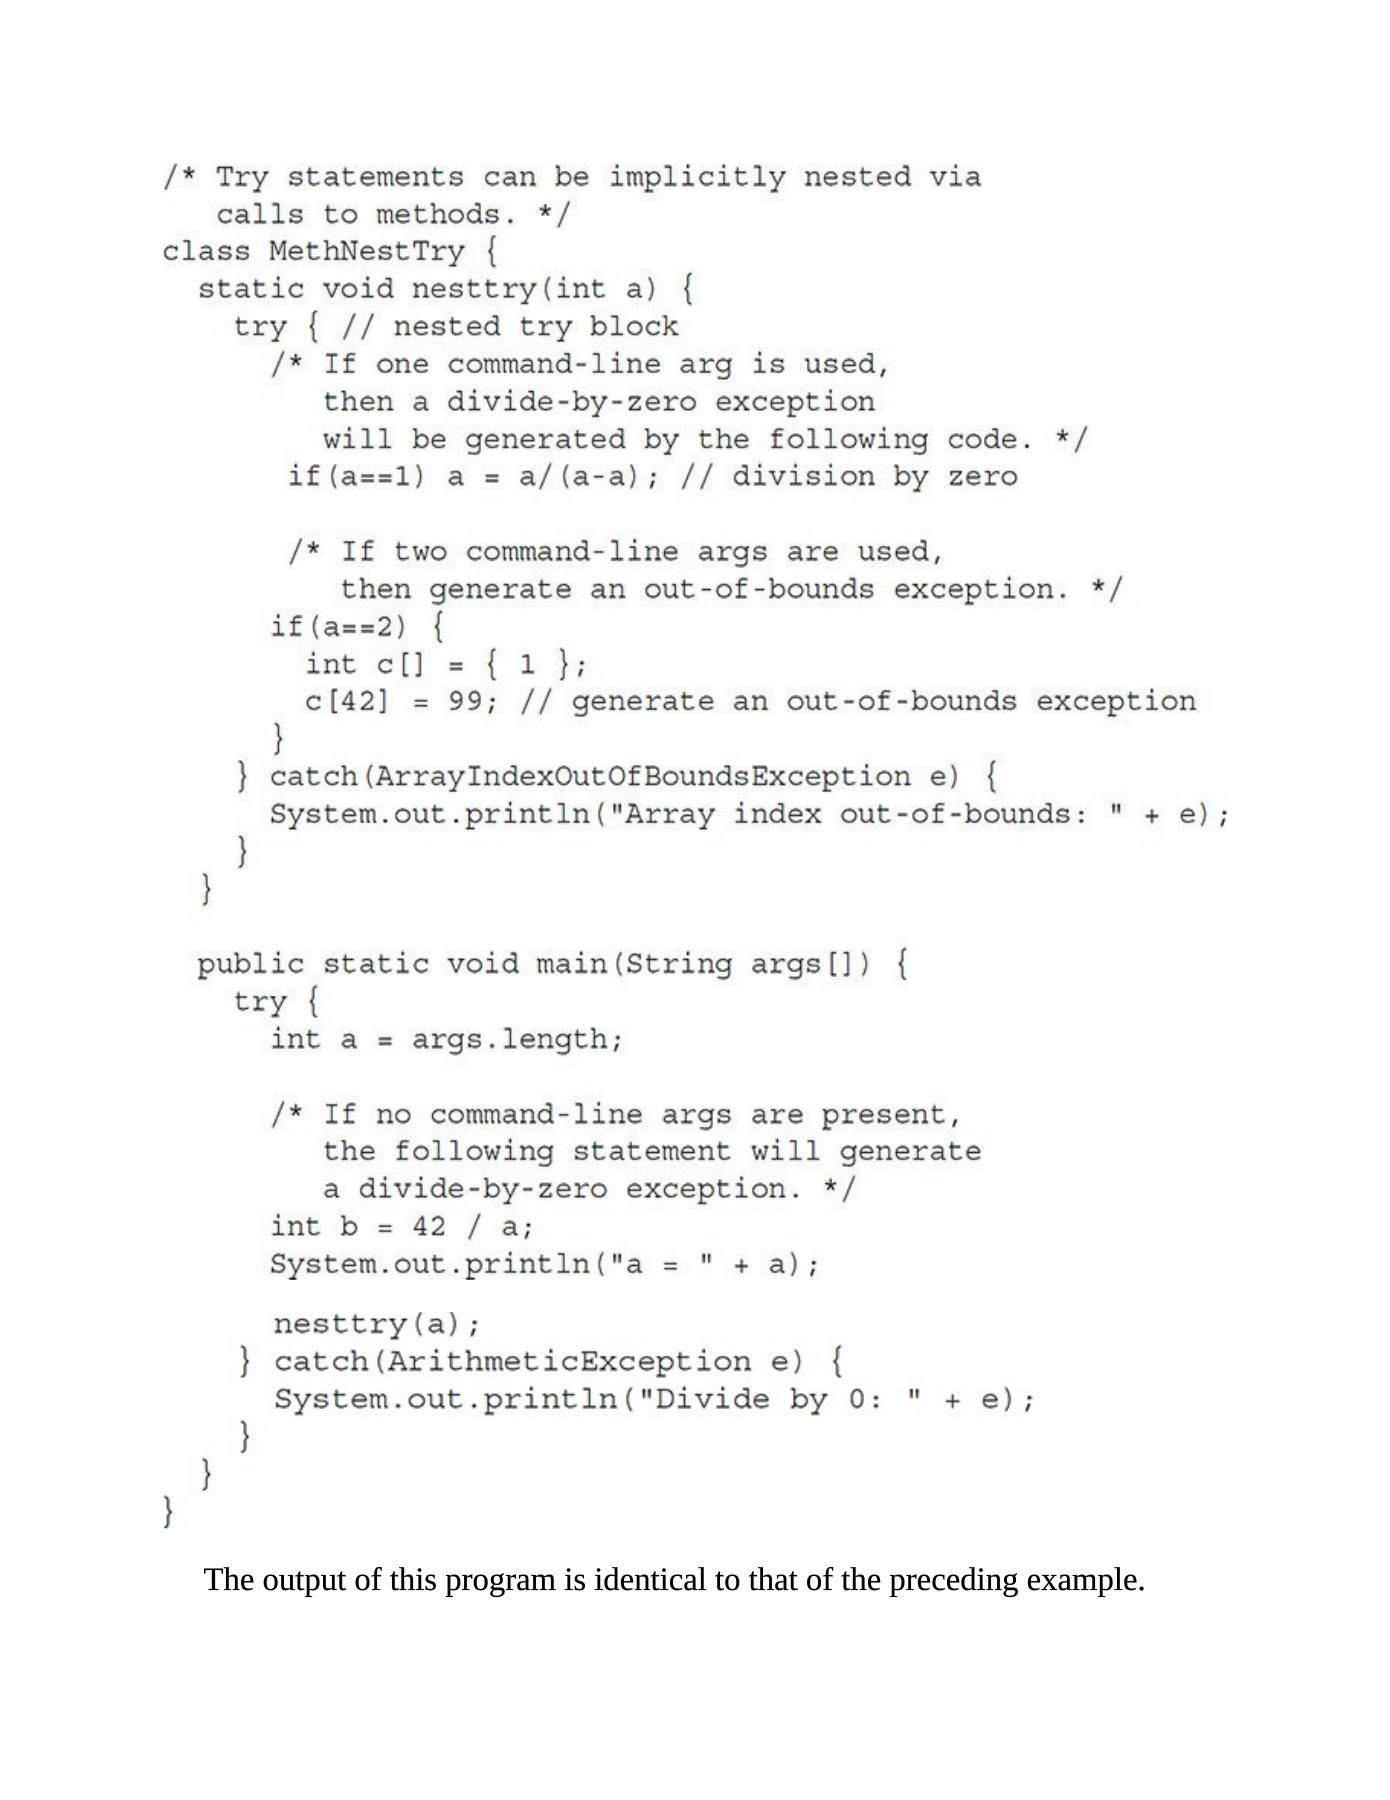 /* Try statements can be implicitly nested via
   calls to methods. */
class MethNestTry {
  static void nesttry(int a) {
    try { // nested try block
      /* If one command-line arg is used,
         then a divide-by-zero exception
         will be generated by the following code. */
       if(a==1) a = a/(a-a); // division by zero

       /* If two command-line args are used,
          then generate an out-of-bounds exception. */
      if(a==2) {
        int c[] = { 1 };
        c[42] = 99; // generate an out-of-bounds exception
      }
    } catch(ArrayIndexOutOfBoundsException e) {
      System.out.println("Array index out-of-bounds: " + e);
    }
  }

  public static void main(String args[]) {
    try {
      int a = args.length;

      /* If no command-line args are present,
         the following statement will generate
         a divide-by-zero exception. */
      int b = 42 / a;
      System.out.println("a = " + a);

      nesttry(a);
    } catch(ArithmeticException e) {
      System.out.println("Divide by 0: " + e);
    }
  }
}
The output of this program is identical to that of the preceding example.